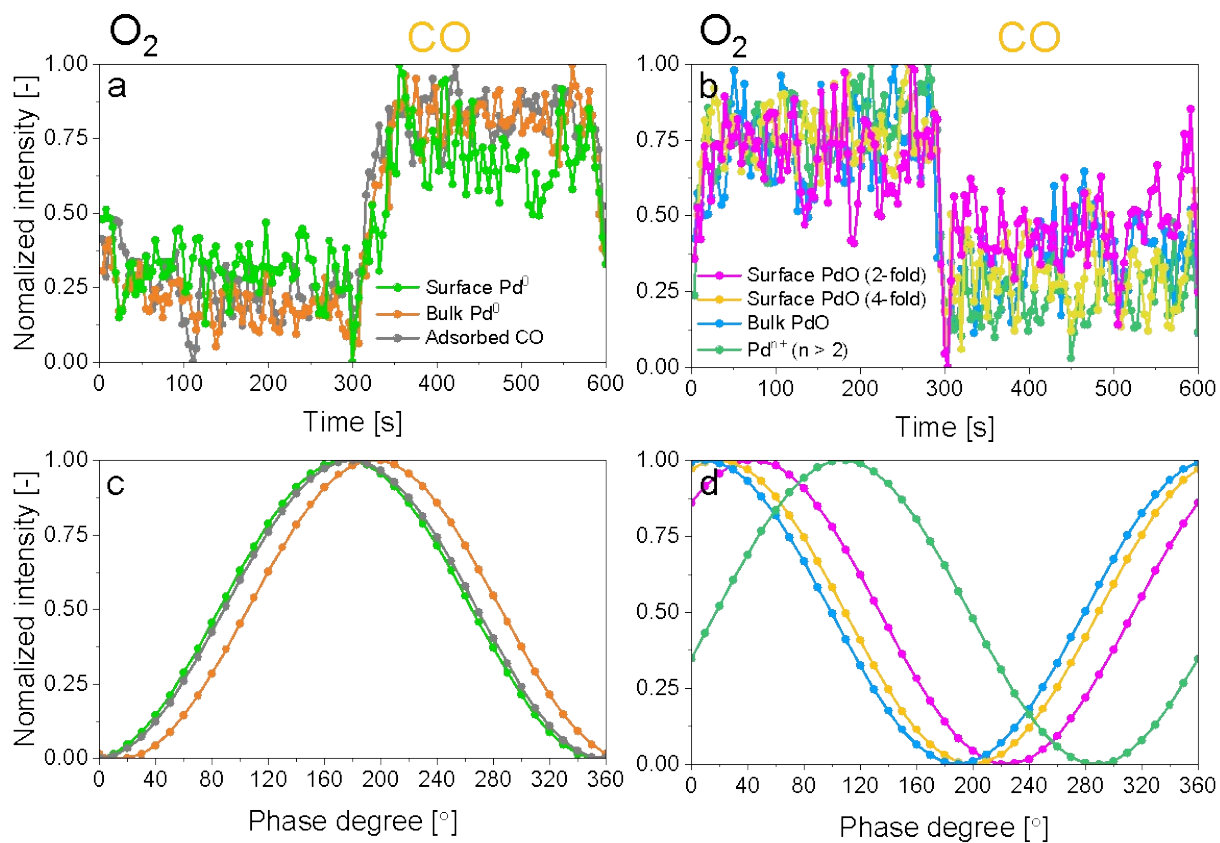 O2 CO O2 CO
a
Nomalized intensity [-]
1.00
0.75
0.50
0.25
0.00
Surface Pd0
Bulk Pd0
Adsorbed CO
0 100 200 300 400 500 600
Time [s]
b
1.00
0.75
0.50
0.25
0.00
Surface PdO (2-fold)
Surface PdO (4-fold)
Bulk PdO
Pdn+ (n > 2)
0 100 200 300 400 500 600
Time [s]
c
Nomalized intensity [-]
1.00
0.75
0.50
0.25
0.00
0 40 80 120 160 200 240 280 320 360
Phase degree [°]
d
1.00
0.75
0.50
0.25
0.00
0 40 80 120 160 200 240 280 320 360
Phase degree [°]